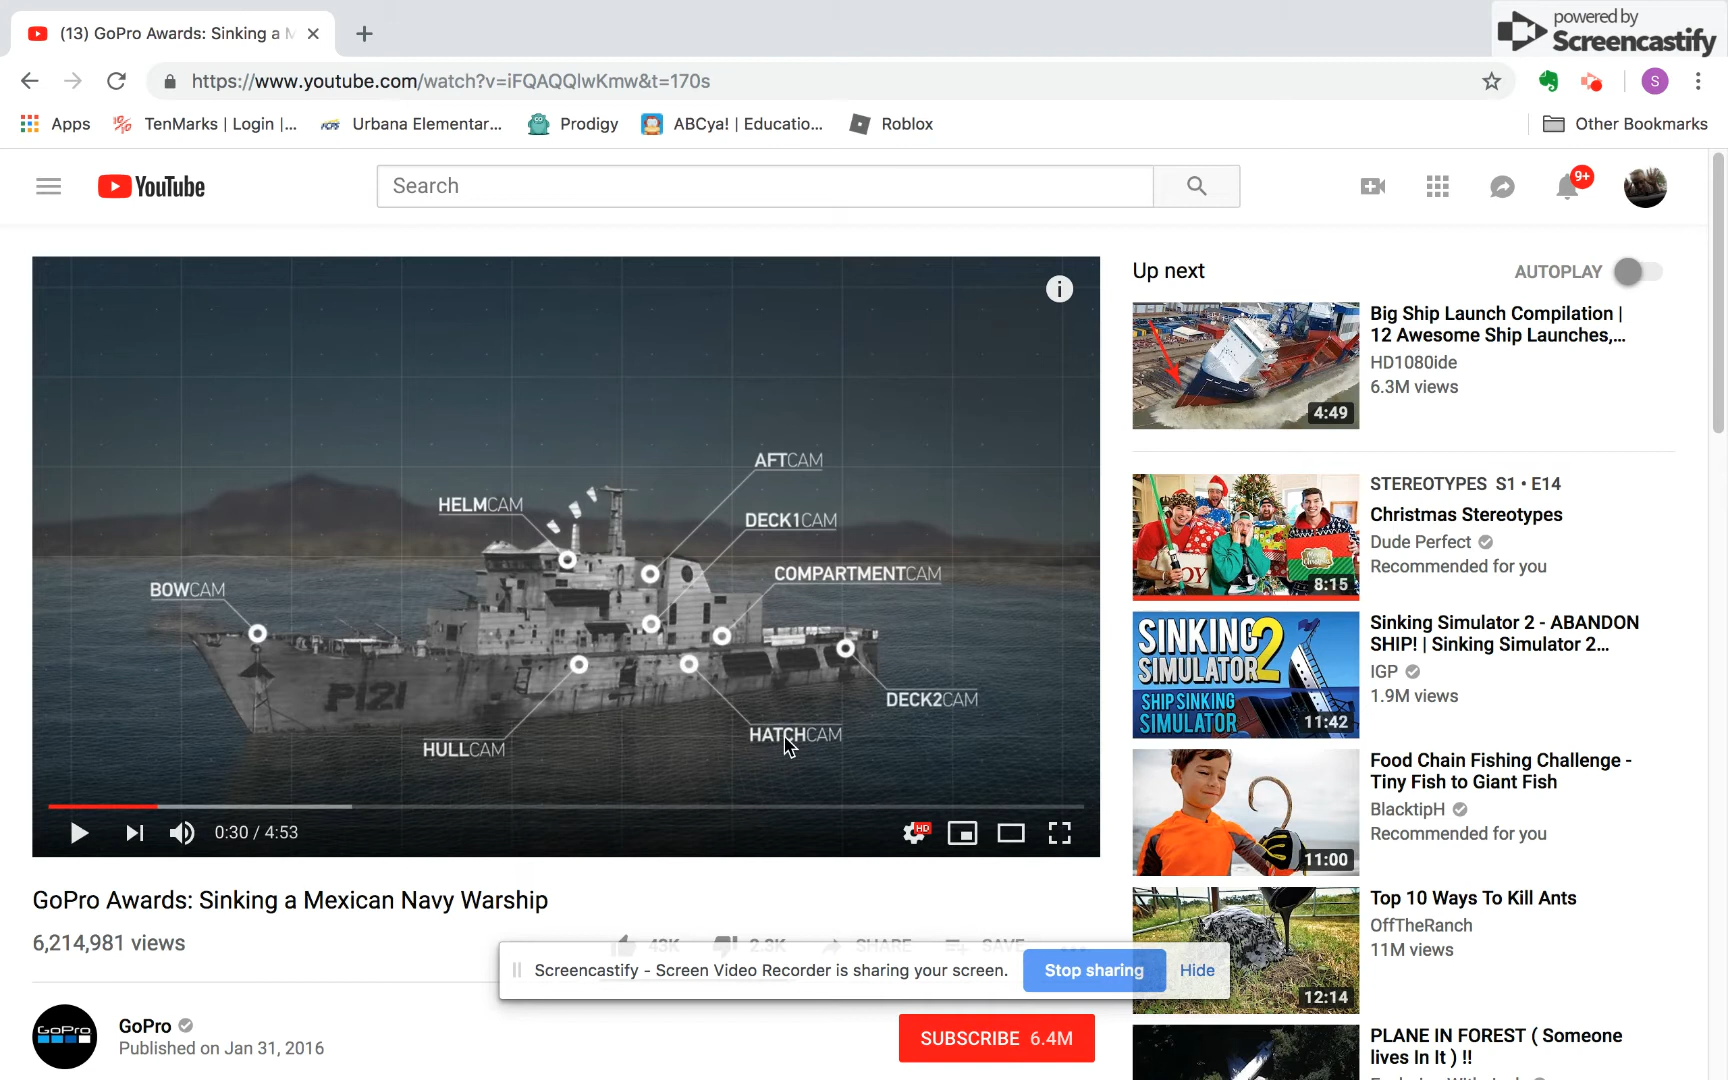 powered by
Screencastify
(13) GoPro Awards: Sinking a M
https://www.youtube.com/watch?v=iFQAQQlwKmw&t=170s
S
Apps
TenMarks | Login |...
Urbana Elementar...
Prodigy
ABCya! | Educatio...
Roblox
Other Bookmarks
YouTube
Search
9+
AFTCAM
HELMCAM
DECK1CAM
COMPARTMENTCAM
BOWCAM
P121
DECK2CAM
HATCHCAM
HULLCAM
0:30 / 4:53
HD
GoPro Awards: Sinking a Mexican Navy Warship
6,214,981 views
43K
2.3K
SHARE
SAVE
Screencastify - Screen Video Recorder is sharing your screen.
Stop sharing
Hide
GoPro
GoPro
Published on Jan 31, 2016
SUBSCRIBE 6.4M
Up next
AUTOPLAY
4:49
Big Ship Launch Compilation |
12 Awesome Ship Launches,...
HD1080ide
6.3M views
8:15
STEREOTYPES S1 • E14
Christmas Stereotypes
Dude Perfect
Recommended for you
SINKING
SIMULATOR 2
SHIP SINKING
SIMULATOR
11:42
Sinking Simulator 2 - ABANDON
SHIP! | Sinking Simulator 2...
IGP
1.9M views
11:00
Food Chain Fishing Challenge -
Tiny Fish to Giant Fish
BlacktipH
Recommended for you
12:14
Top 10 Ways To Kill Ants
OffTheRanch
11M views
PLANE IN FOREST ( Someone
lives In It ) !!